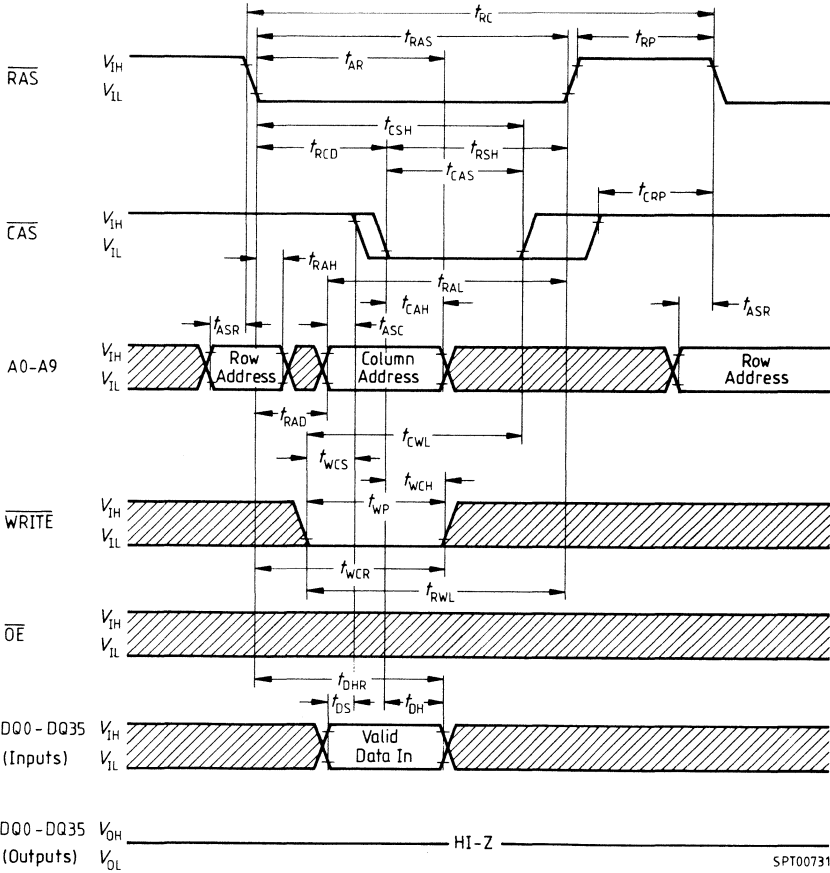 tRC
tRAS
tRP
tAR
RAS VIH
VIL
tCSH
tRCD tRSH
tCAS
tCRP
CAS VIH
VIL
tRAH
tRAL
tCAH
tASR
tASR tASC
A0-A9 VIH
VIL
Row Address
Column Address
Row Address
tRAD
tCWL
tWCS
tWCH
tWP
WRITE VIH
VIL
tWCR
tRWL
OE VIH
VIL
tDHR
tDS tDH
DQ0-DQ35 VIH
(Inputs) VIL
Valid
Data In
DQ0-DQ35 VOH
HI-Z
(Outputs) VOL
SPT00731